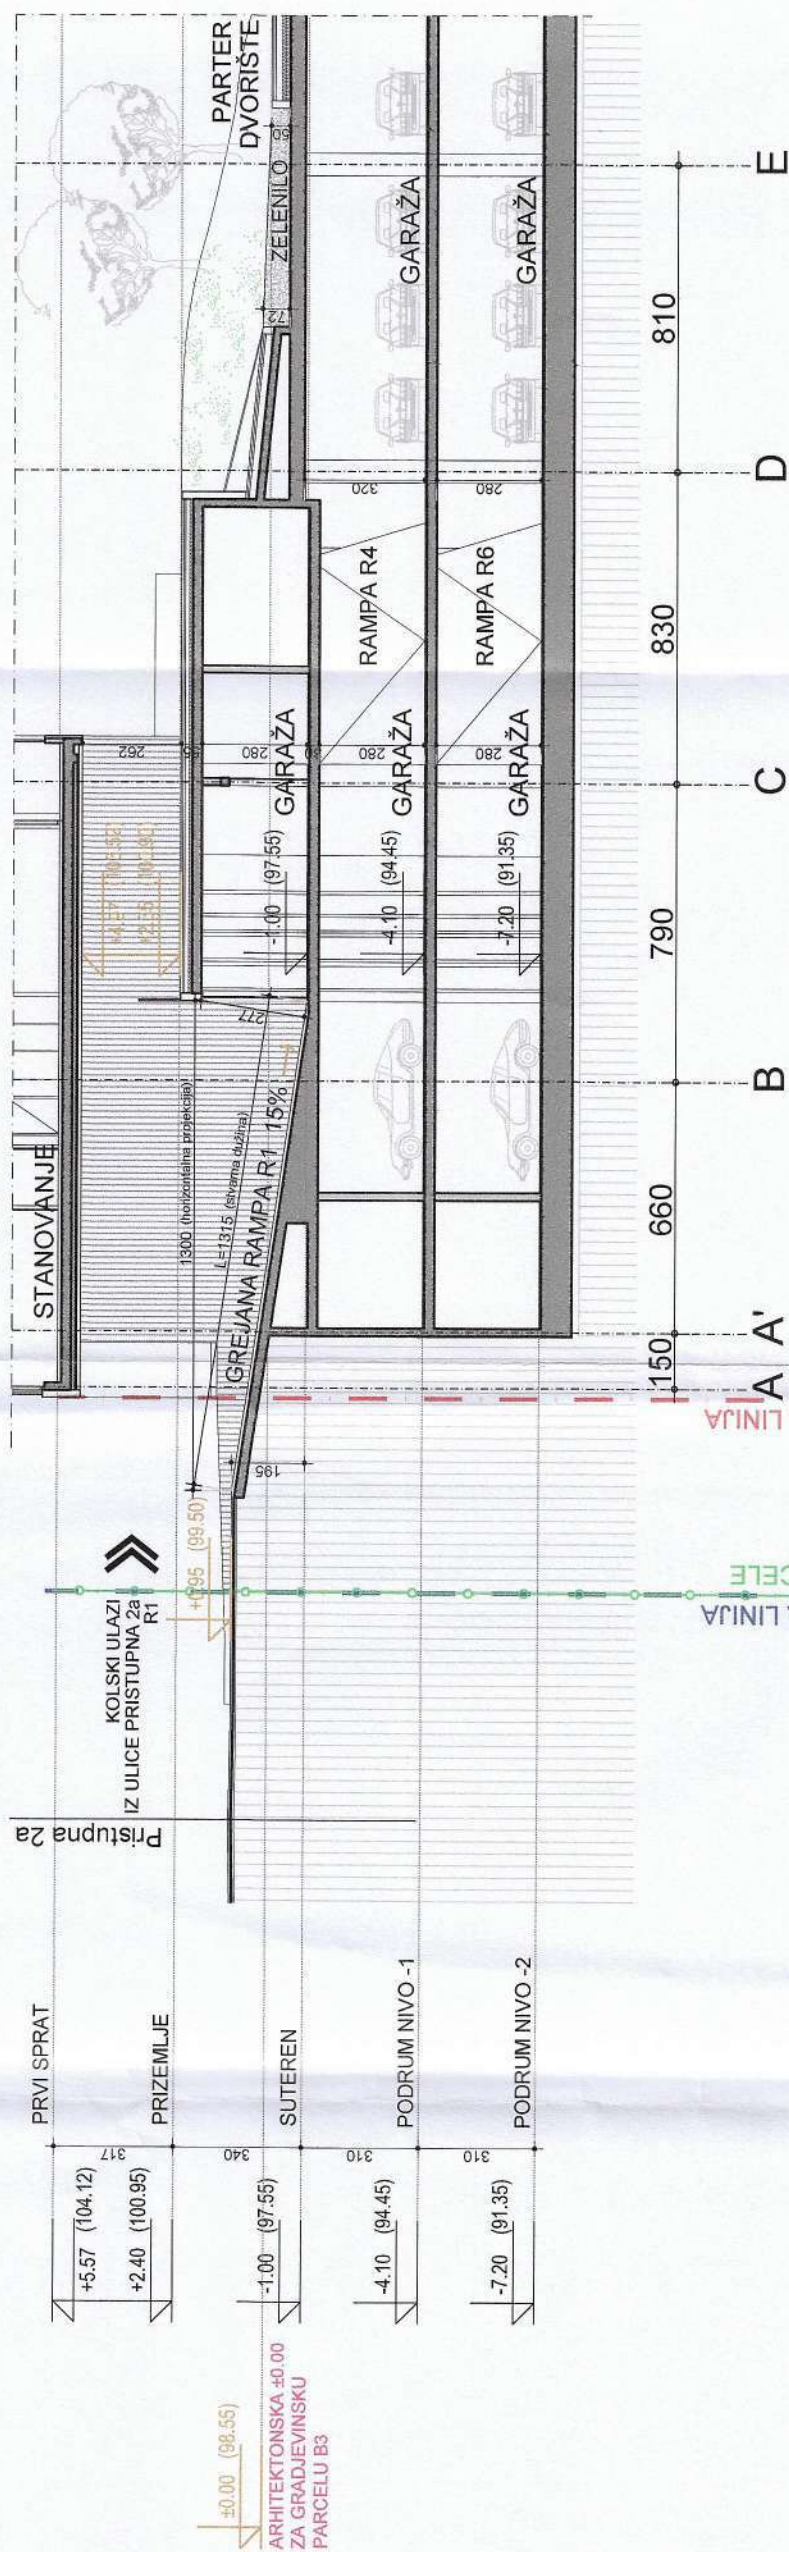 PRVI SPRAT
PRIZEMLJE
SUTEREN
PODRUM NIVO -1
PODRUM NIVO -2
317
340
310
310
+5.57 (104.12)
+2.40 (100.95)
-1.00 (97.55)
-4.10 (94.45)
-7.20 (91.35)
±0.00 (98.55)
ARHITEKTONSKA ±0.00
ZA GRADJEVINSKU
PARCELU B3
Pristupna 2a
KOLSKI ULAZI
IZ ULICE PRISTUPNA 2a
R1
+0.95 (99.50)
195
STANOVANJE
1300 (horizontalna projekcija)
L=1315 (stvarna dužina)
GREJANA RAMPA R1 15%
277
262
280
280
280
GARAŽA
GARAŽA
GARAŽA
-1.00 (97.55)
-4.10 (94.45)
-7.20 (91.35)
RAMPA R4
RAMPA R6
320
280
PARTER
DVORIŠTE
ZELENILO
50
72
GARAŽA
GARAŽA
150
660
790
830
810
A
A'
B
C
D
E
LINIJA
CELE
LINIJA